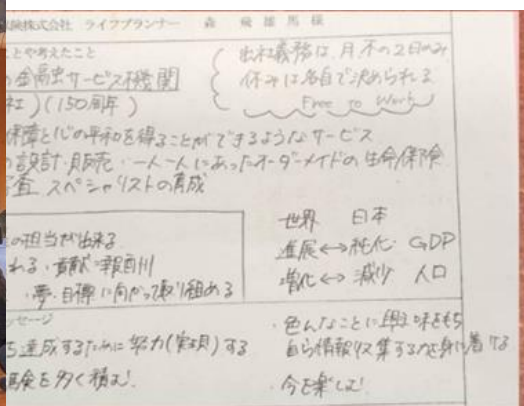 保険株式会社 ライフプランナー 森 飛雄馬 様
とや考えたこと
出社義務は、月・木の2日のみ
休みは各自で決められる
Free to Work
の金融サービス機関
社)(150周年)
保障と心の平和を得ることができるようなサービス
設計・販売・一人一人にあったオーダーメイドの生命保険
査 スペシャリストの育成
の担当が出来る
れる・貢献=報酬
・夢・目標に向かって取り組める
世界 日本
進展↔純化 GDP
増化↔減少 人口
ッセージ
ち達成するために努力(実現)する
験を多く積む!
・色んなことに興味をもち
自ら情報収集する力を身に着ける
・今を楽しむ!